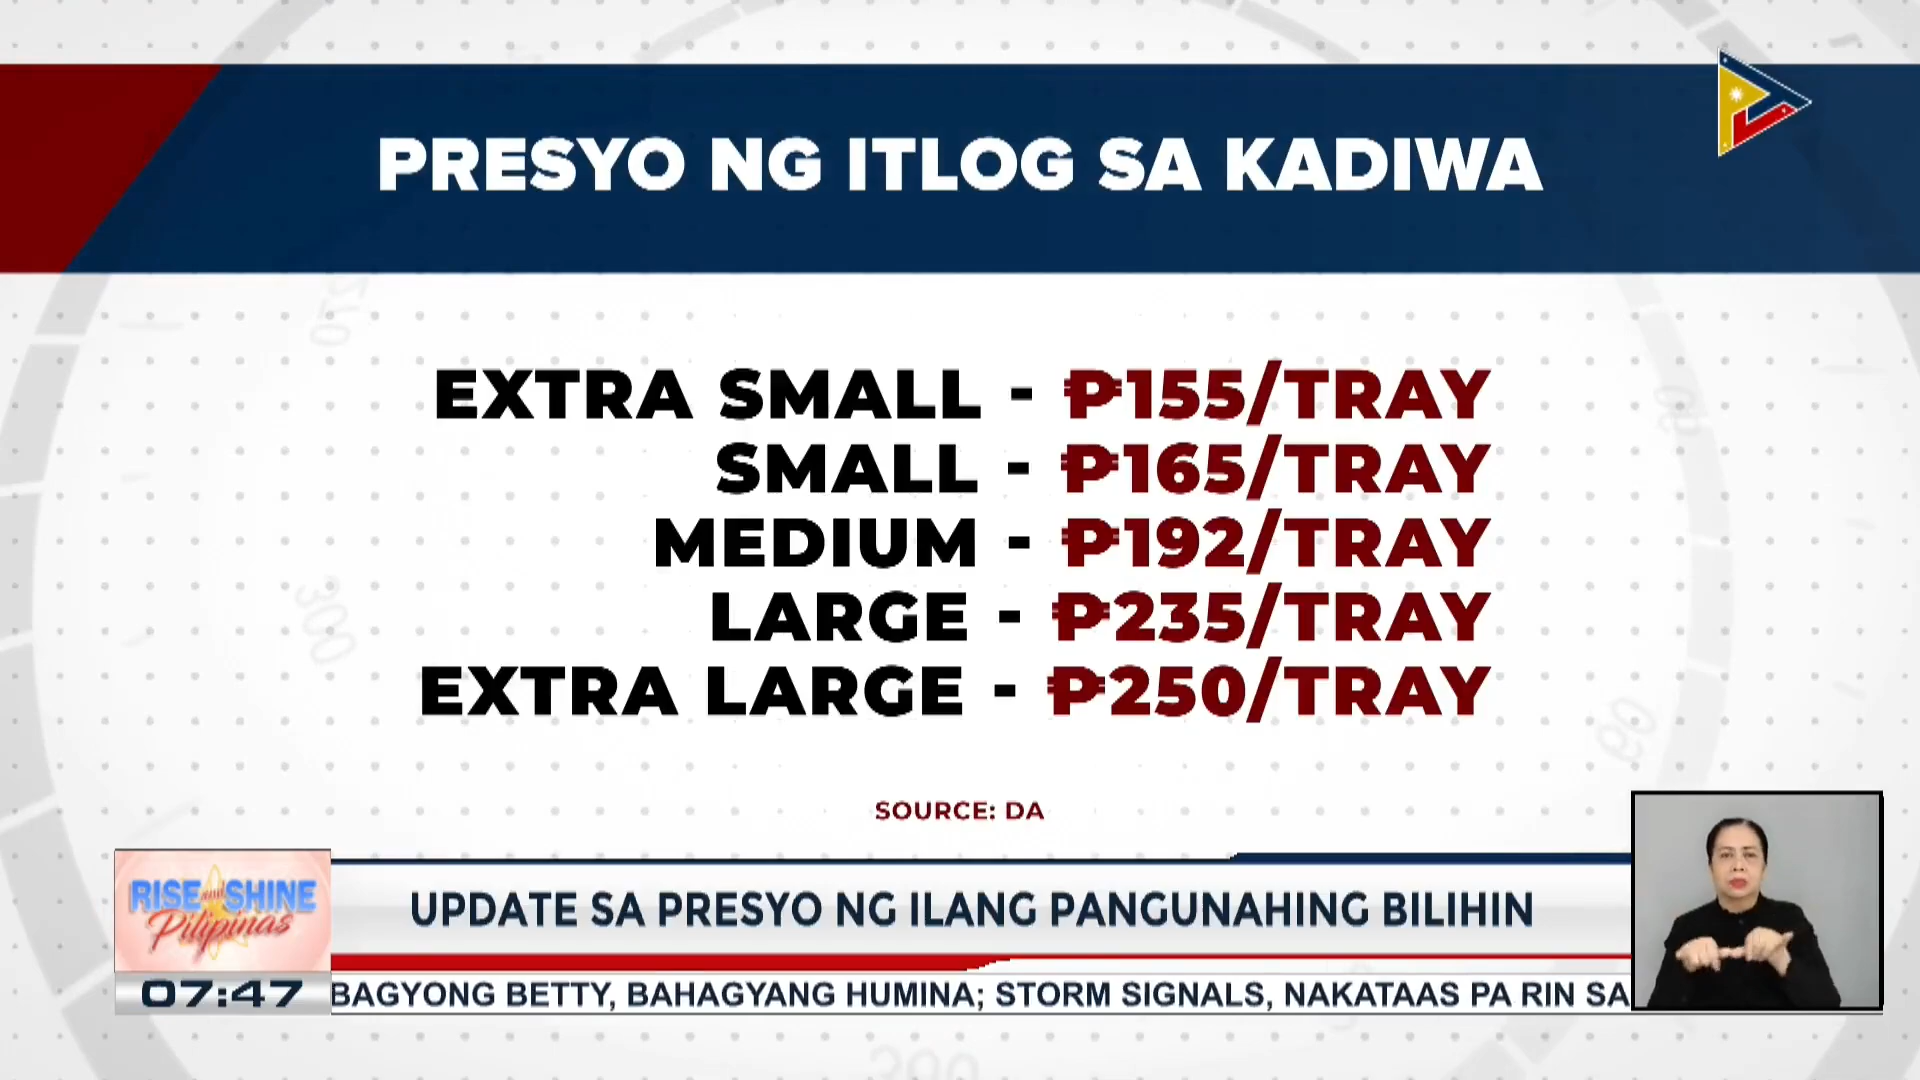 PRESYO NG ITLOG SA KADIWA
EXTRA SMALL - ₱155/TRAY
SMALL - ₱165/TRAY
MEDIUM - ₱192/TRAY
LARGE - ₱235/TRAY
EXTRA LARGE - ₱250/TRAY
SOURCE: DA
RISE and SHINE
Pilipinas
UPDATE SA PRESYO NG ILANG PANGUNAHING BILIHIN
07:47
BAGYONG BETTY, BAHAGYANG HUMINA; STORM SIGNALS, NAKATAAS PA RIN SA